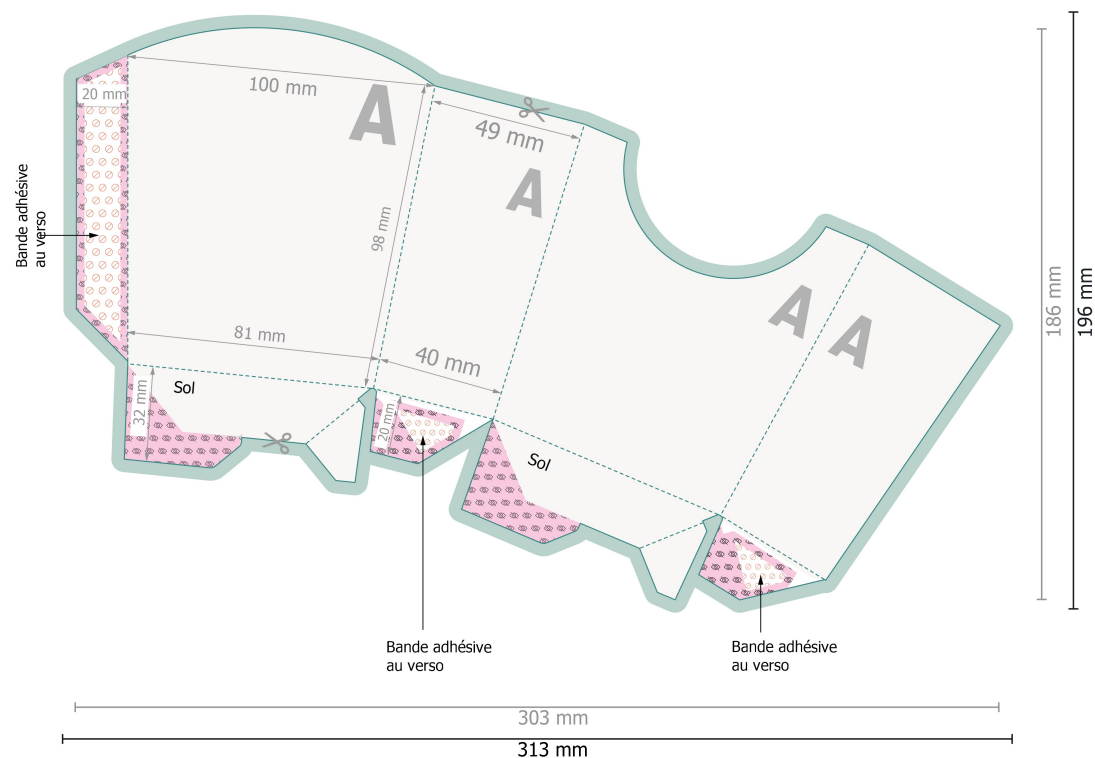 20 mm
100 mm
A
49 mm
A
98 mm
Bande adhésive
au verso
81 mm
40 mm
A
A
186 mm
196 mm
32 mm
Sol
20 mm
Sol
Bande adhésive
au verso
Bande adhésive
au verso
303 mm
313 mm